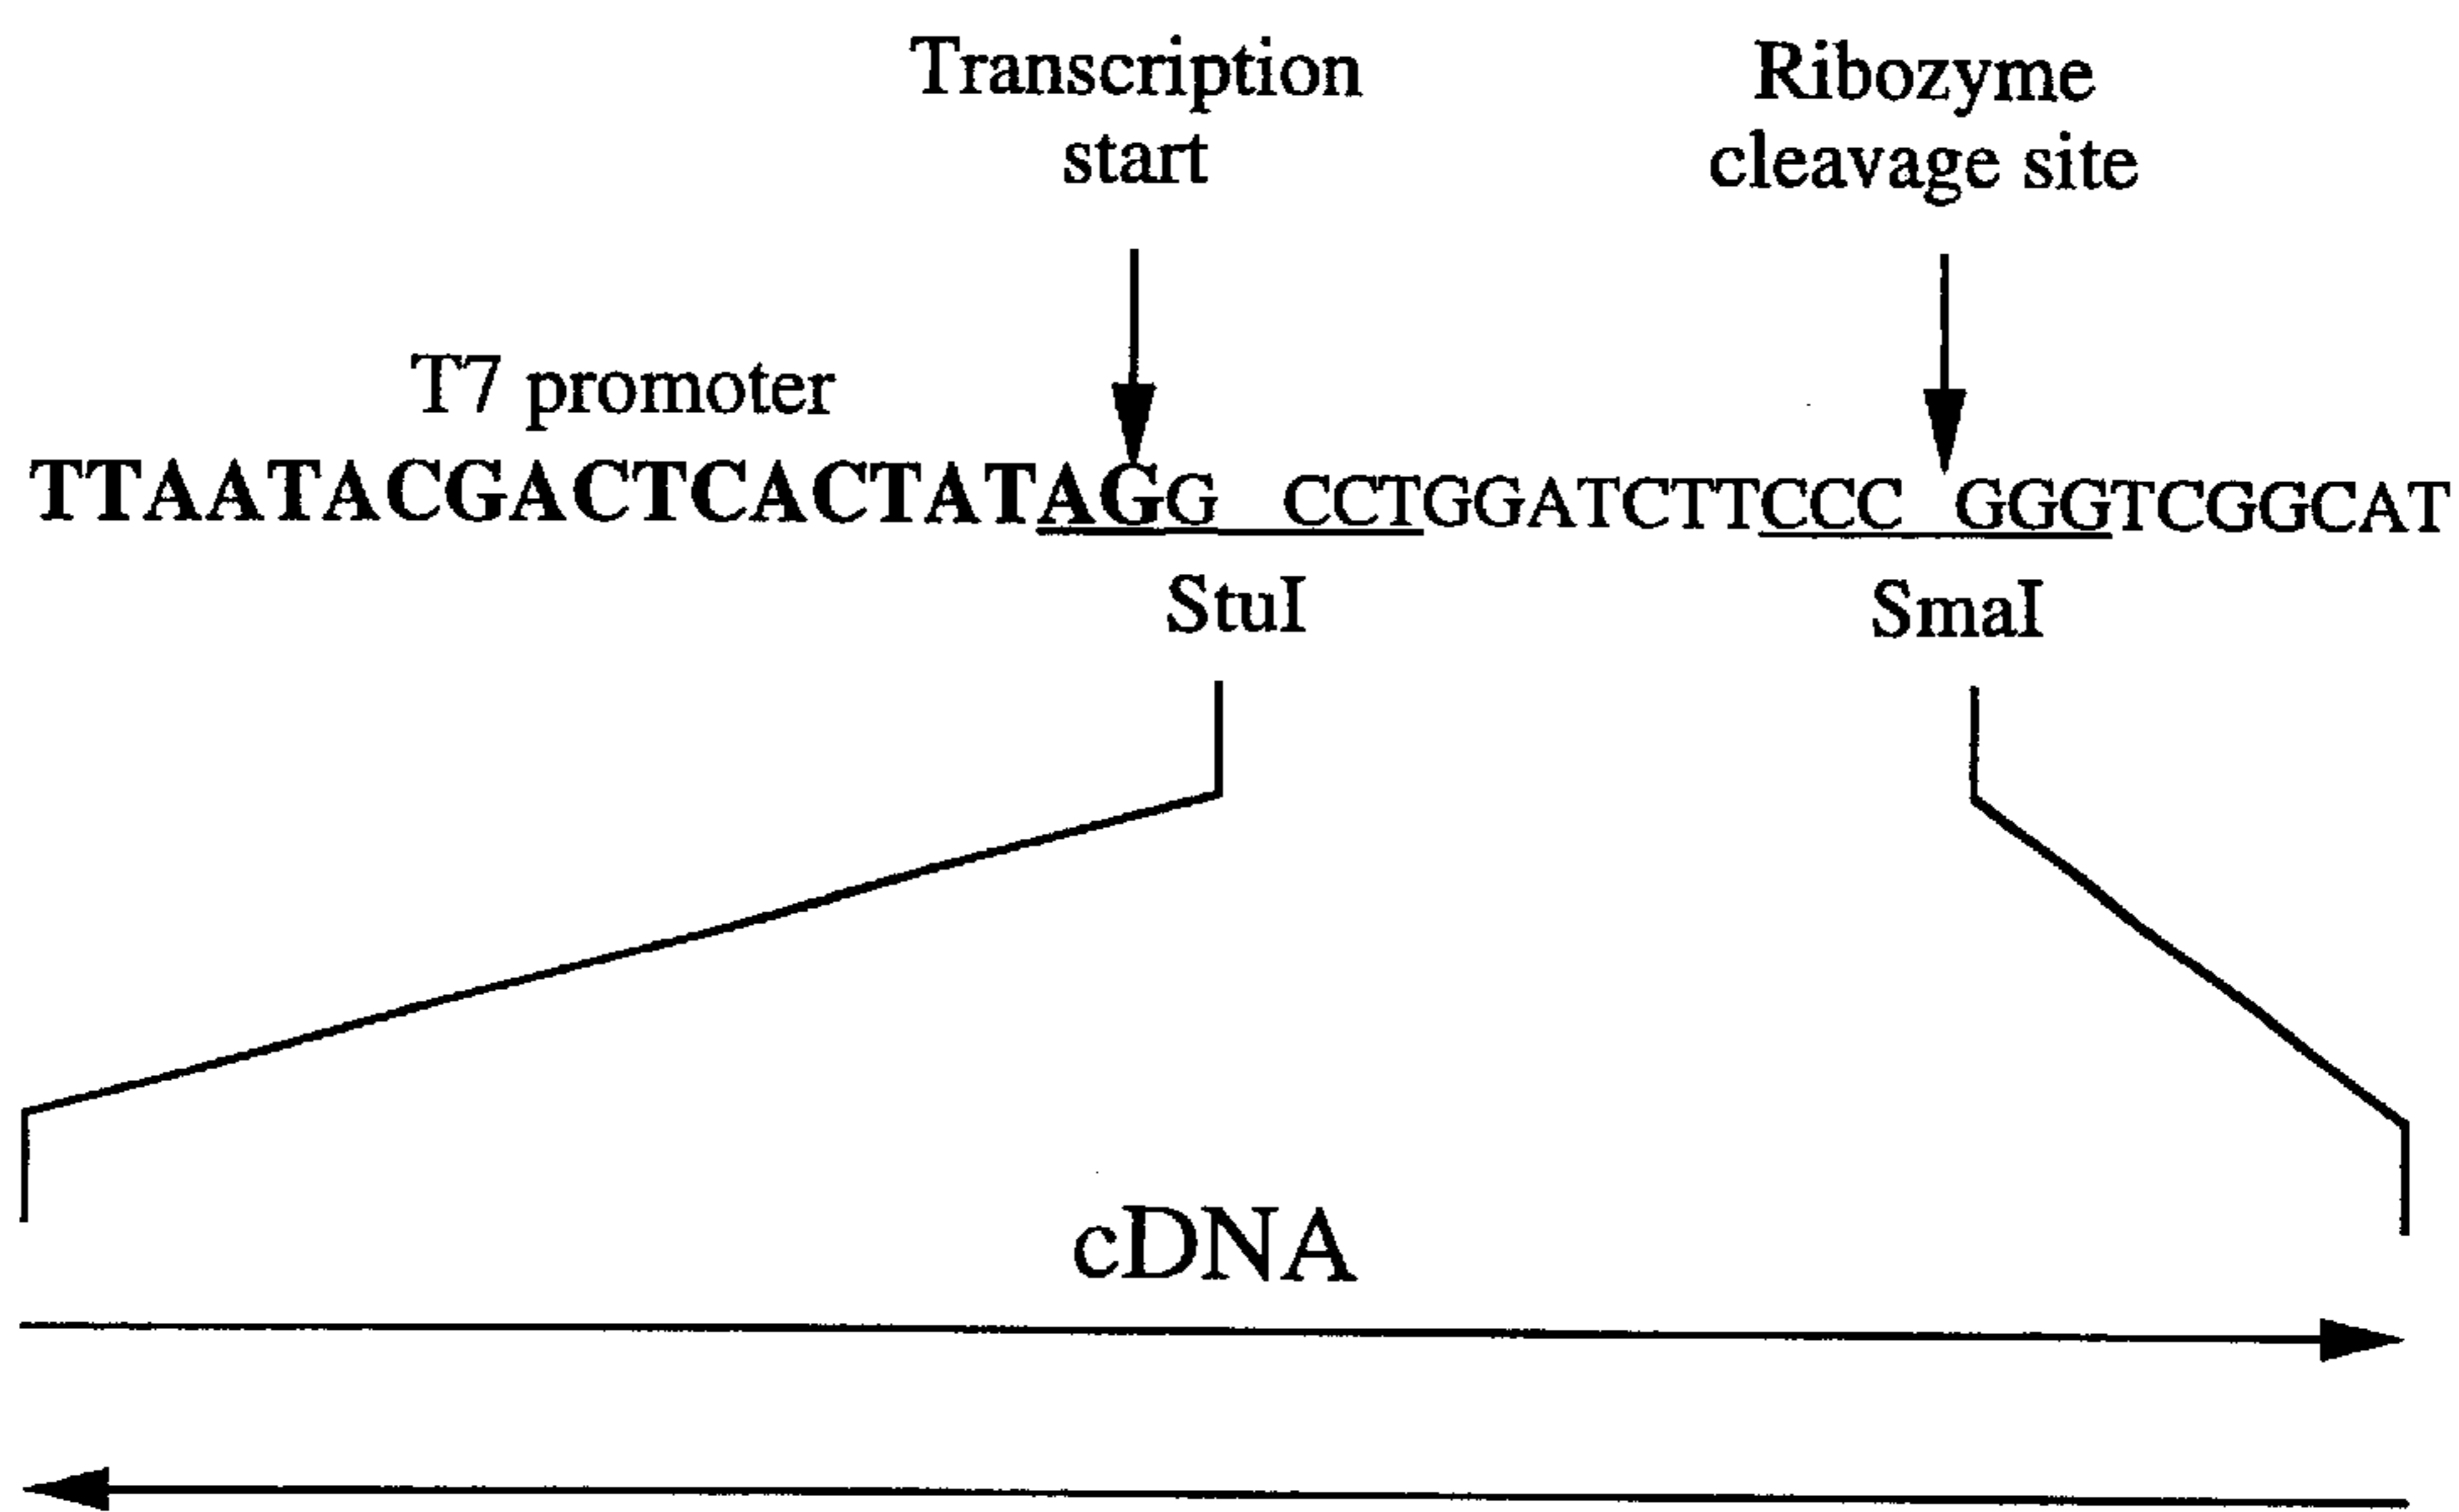 Transcription
start
Ribozyme
cleavage site
T7 promoter
TTAATACGACTCACTATAGG CCTGGATCTTCCC GGGTCGGCAT
StuI
SmaI
cDNA